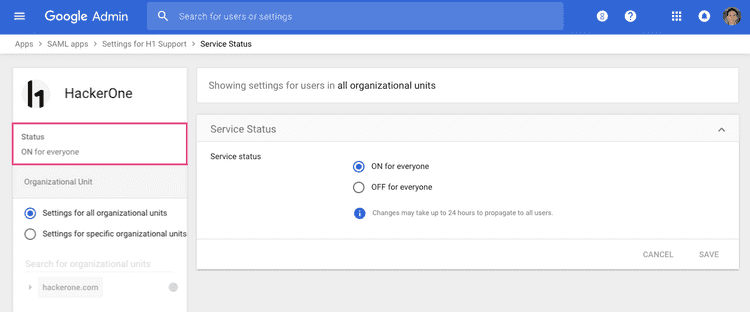 Google Admin
Search for users or settings
8
?
Apps > SAML apps > Settings for H1 Support > Service Status
h1
HackerOne
Status
ON for everyone
Organizational Unit
Settings for all organizational units
Settings for specific organizational units
Search for organizational units
hackerone.com
Showing settings for users in all organizational units
Service Status
Service status
ON for everyone
OFF for everyone
i
Changes may take up to 24 hours to propagate to all users.
CANCEL
SAVE